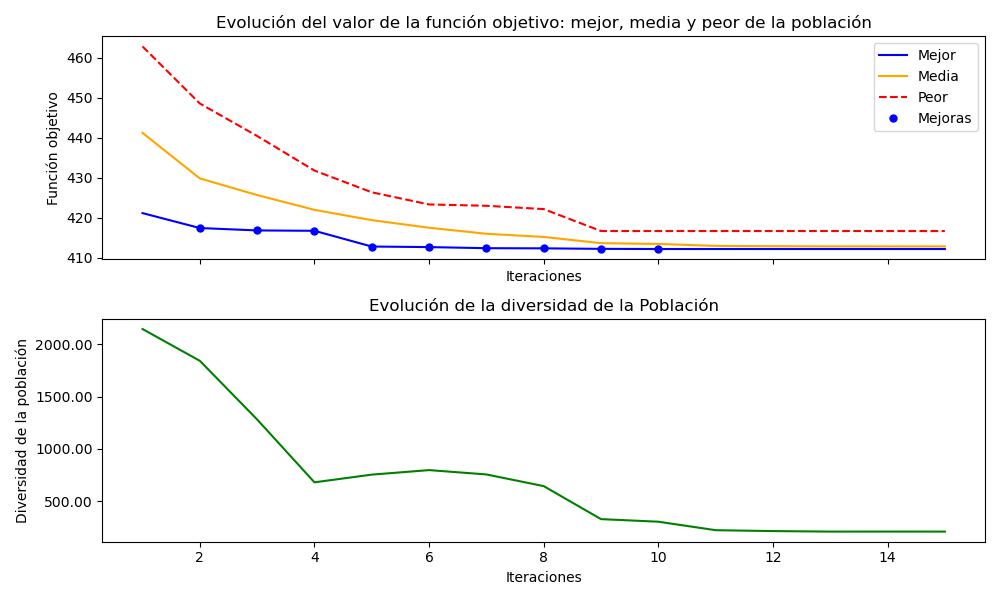 Evolución del valor de la función objetivo: mejor, media y peor de la población
Función objetivo
460
450
440
430
420
410
Mejor
Media
Peor
Mejoras
Iteraciones
Evolución de la diversidad de la Población
Diversidad de la población
2000.00
1500.00
1000.00
500.00
2 4 6 8 10 12 14
Iteraciones